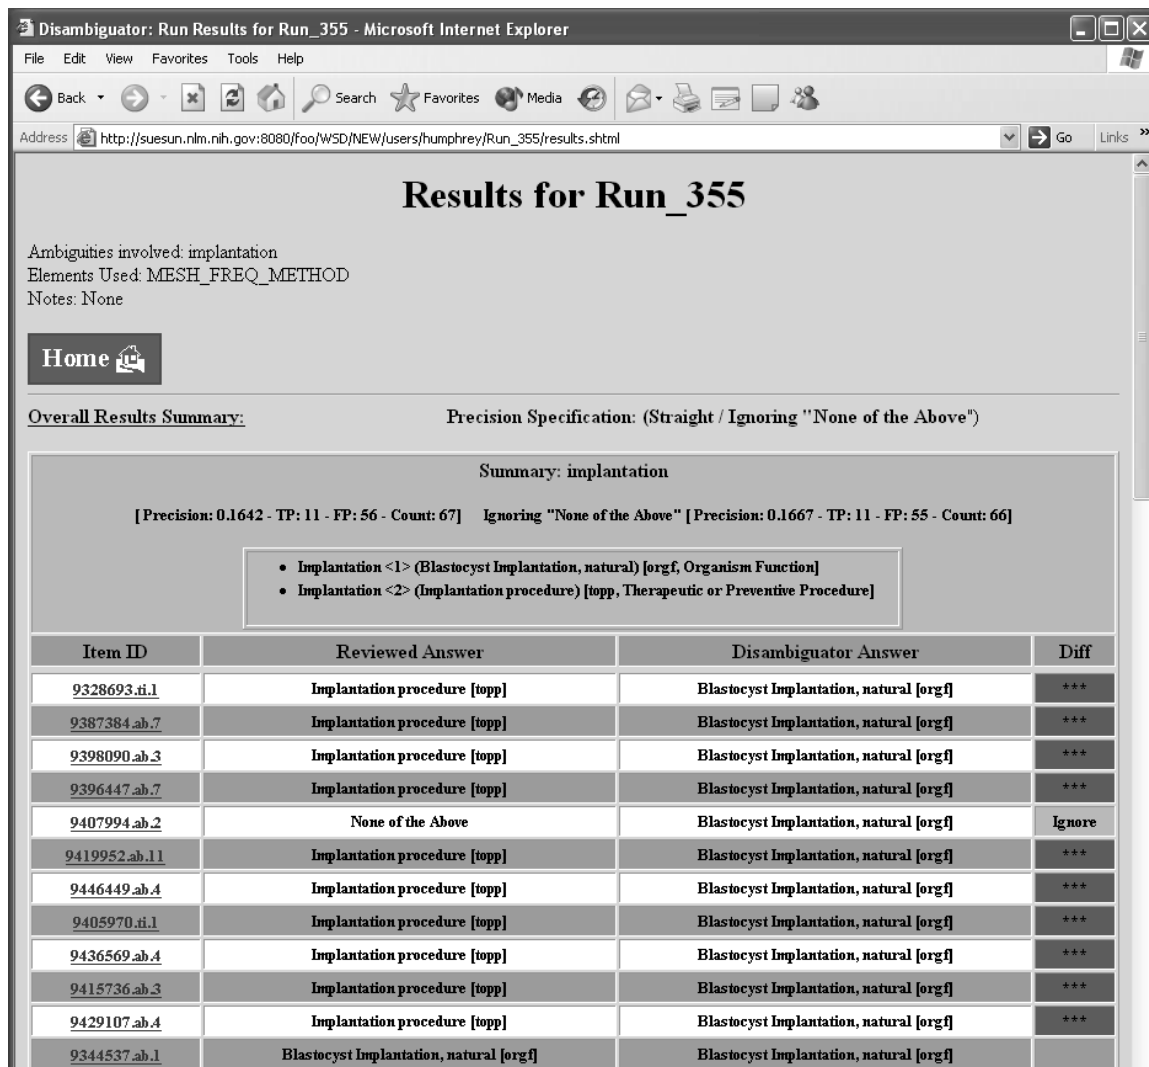 Disambiguator: Run Results for Run_355 - Microsoft Internet Explorer
File Edit View Favorites Tools Help
Back Search Favorites Media
Address http://suesun.nlm.nih.gov:8080/foo/WSD/NEW/users/humphrey/Run_355/results.shtml Go Links »
Results for Run_355
Ambiguities involved: implantation
Elements Used: MESH_FREQ_METHOD
Notes: None
Home
Overall Results Summary: Precision Specification: (Straight / Ignoring "None of the Above")
Summary: implantation
[ Precision: 0.1642 - TP: 11 - FP: 56 - Count: 67] Ignoring "None of the Above" [ Precision: 0.1667 - TP: 11 - FP: 55 - Count: 66]
• Implantation <1> (Blastocyst Implantation, natural) [orgf, Organism Function]
• Implantation <2> (Implantation procedure) [topp, Therapeutic or Preventive Procedure]
Item ID Reviewed Answer Disambiguator Answer Diff
9328693.ti.1 Implantation procedure [topp] Blastocyst Implantation, natural [orgf] ***
9387384.ab.7 Implantation procedure [topp] Blastocyst Implantation, natural [orgf] ***
9398090.ab.3 Implantation procedure [topp] Blastocyst Implantation, natural [orgf] ***
9396447.ab.7 Implantation procedure [topp] Blastocyst Implantation, natural [orgf] ***
9407994.ab.2 None of the Above Blastocyst Implantation, natural [orgf] Ignore
9419952.ab.11 Implantation procedure [topp] Blastocyst Implantation, natural [orgf] ***
9446449.ab.4 Implantation procedure [topp] Blastocyst Implantation, natural [orgf] ***
9405970.ti.1 Implantation procedure [topp] Blastocyst Implantation, natural [orgf] ***
9436569.ab.4 Implantation procedure [topp] Blastocyst Implantation, natural [orgf] ***
9415736.ab.3 Implantation procedure [topp] Blastocyst Implantation, natural [orgf] ***
9429107.ab.4 Implantation procedure [topp] Blastocyst Implantation, natural [orgf] ***
9344537.ab.1 Blastocyst Implantation, natural [orgf] Blastocyst Implantation, natural [orgf]